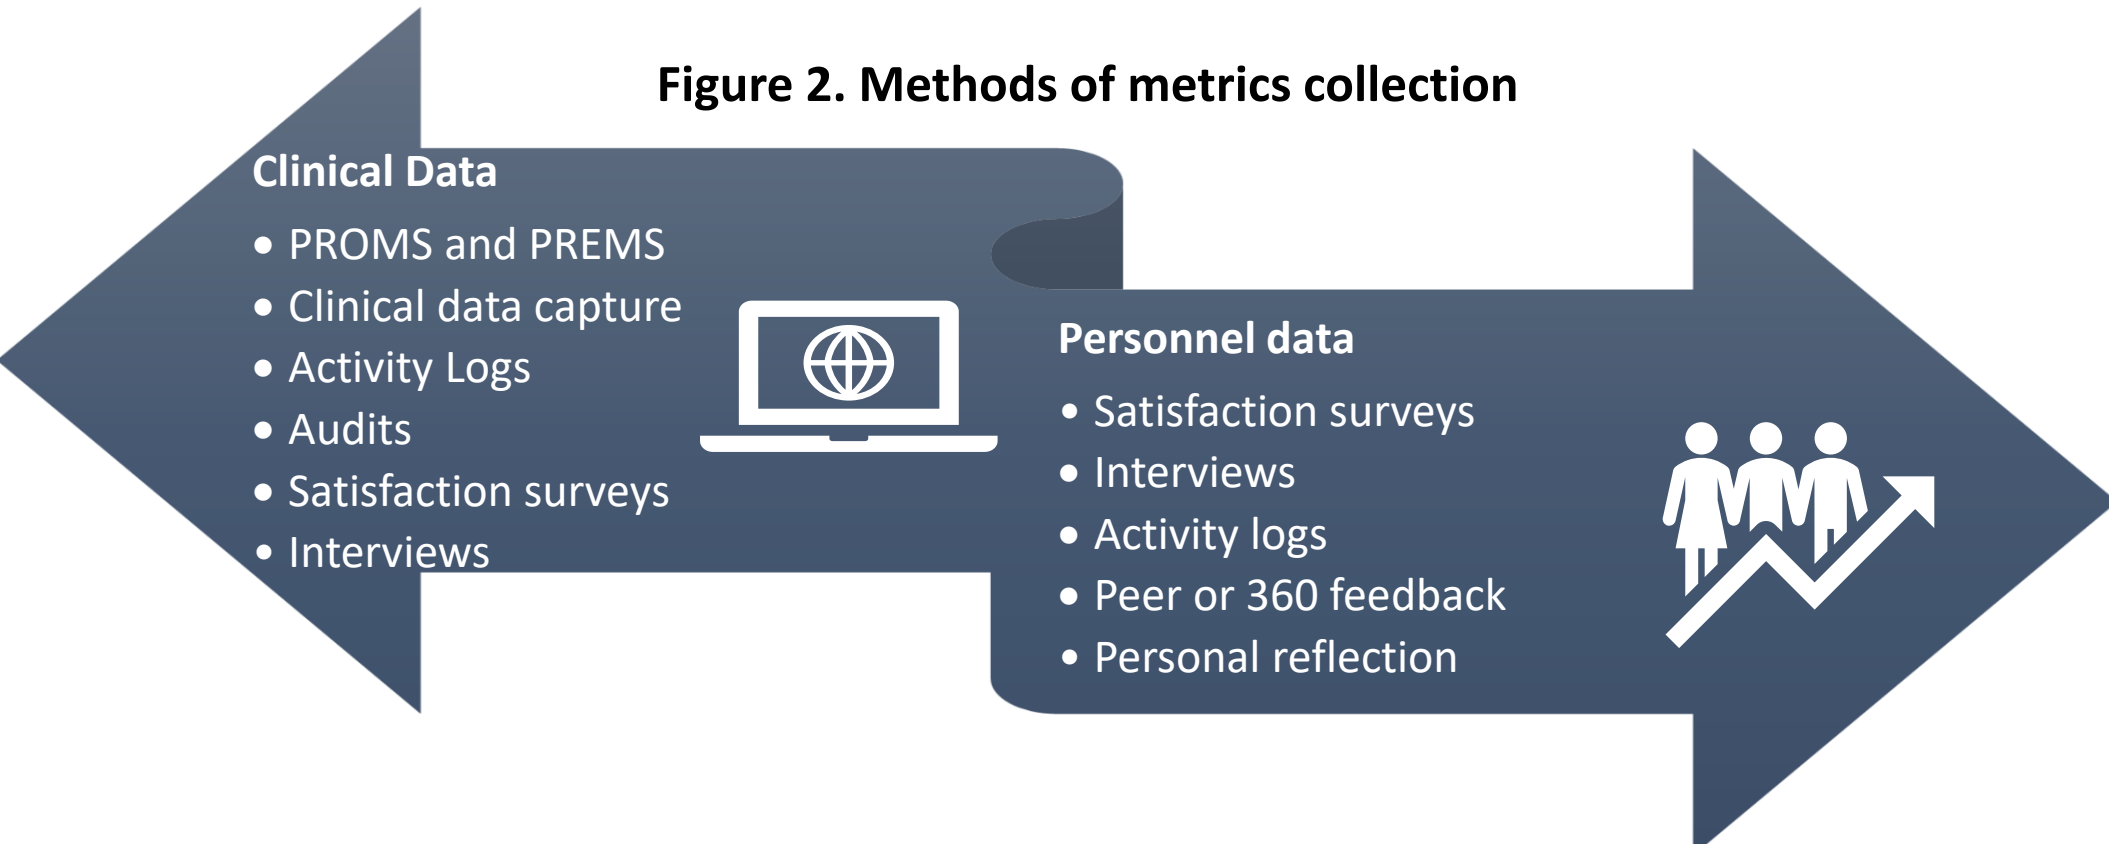 Figure 2. Methods of metrics collection
Clinical Data
• PROMS and PREMS
• Clinical data capture
• Activity Logs
• Audits
• Satisfaction surveys
• Interviews
Personnel data
• Satisfaction surveys
• Interviews
• Activity logs
• Peer or 360 feedback
• Personal reflection